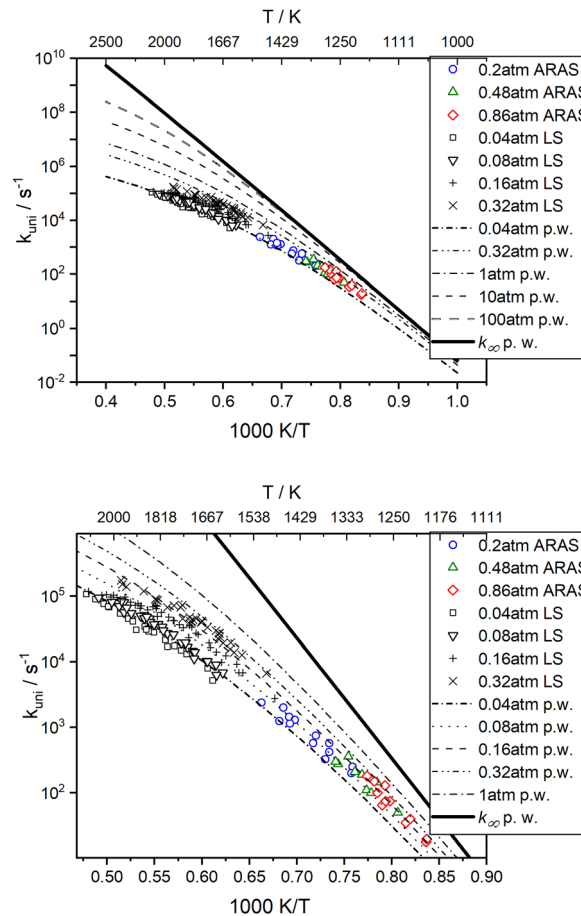 T / K
2500 2000 1667 1429 1250 1111 1000
10^10
10^8
10^6
10^4
10^2
10^0
10^-2
k_uni / s^-1
0.4 0.5 0.6 0.7 0.8 0.9 1.0
1000 K/T
0.2atm ARAS
0.48atm ARAS
0.86atm ARAS
0.04atm LS
0.08atm LS
0.16atm LS
0.32atm LS
0.04atm p.w.
0.32atm p.w.
1atm p.w.
10atm p.w.
100atm p.w.
k_∞ p. w.
T / K
2000 1818 1667 1538 1429 1333 1250 1176 1111
10^5
10^4
10^3
10^2
k_uni / s^-1
0.50 0.55 0.60 0.65 0.70 0.75 0.80 0.85 0.90
1000 K/T
0.2atm ARAS
0.48atm ARAS
0.86atm ARAS
0.04atm LS
0.08atm LS
0.16atm LS
0.32atm LS
0.04atm p.w.
0.08atm p.w.
0.16atm p.w.
0.32atm p.w.
1atm p.w.
k_∞ p. w.